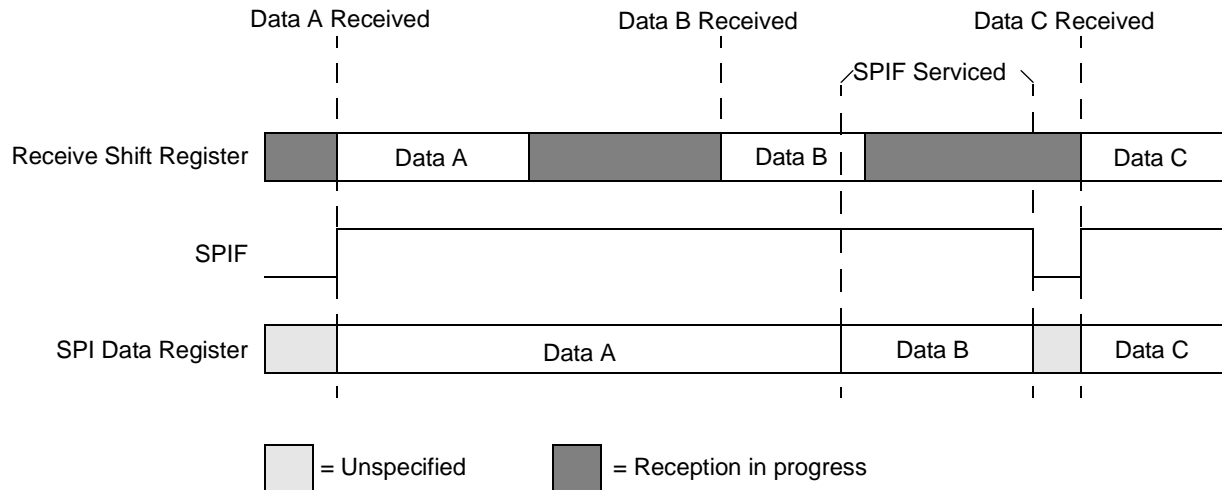 Data A Received
Data B Received
Data C Received
SPIF Serviced
Receive Shift Register
Data A
Data B
Data C
SPIF
SPI Data Register
Data A
Data B
Data C
= Unspecified
= Reception in progress